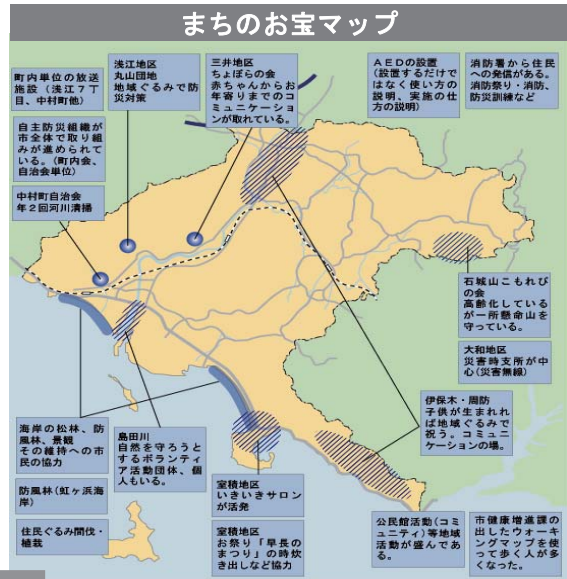 まちのお宝マップ
町内単位の放送
施設（浅江７丁
目、中村町他）
自主防災組織が
市全体で取り組
みが進められて
いる。（町内会、
自治会単位）
中村町自治会
年２回河川清掃
浅江地区
丸山団地
地域ぐるみで防
災対策
三井地区
ちょぼらの会
赤ちゃんからお
年寄りまでのコ
ミュニケーショ
ンが取れている。
ＡＥＤの設置
（設置するだけで
はなく使い方の
説明、実施の仕
方の説明）
消防署から住民
への発信がある。
消防祭り・消防、
防災訓練など
石城山こもれび
の会
高齢化している
が一所懸命山を
守っている。
大和地区
災害時支所が中
心（災害無線）
伊保木・周防
子供が生まれれ
ば地域ぐるみで
祝う。コミュニ
ケーションの場。
海岸の松林、防
風林、景観
その維持への市
民の協力
防風林（虹ヶ浜海
岸）
住民ぐるみ間伐・
植栽
島田川
自然を守ろうと
するボランティ
ア活動団体、個
人もいる。
室積地区
いきいきサロン
が活発
室積地区
お祭り「早長の
まつり」の時炊
き出しなど協力
公民館活動（コミ
ュニティ）等地域
活動が盛んであ
る。
市健康増進課の
出したウォーキ
ングマップを使
って歩く人が多
くなった。